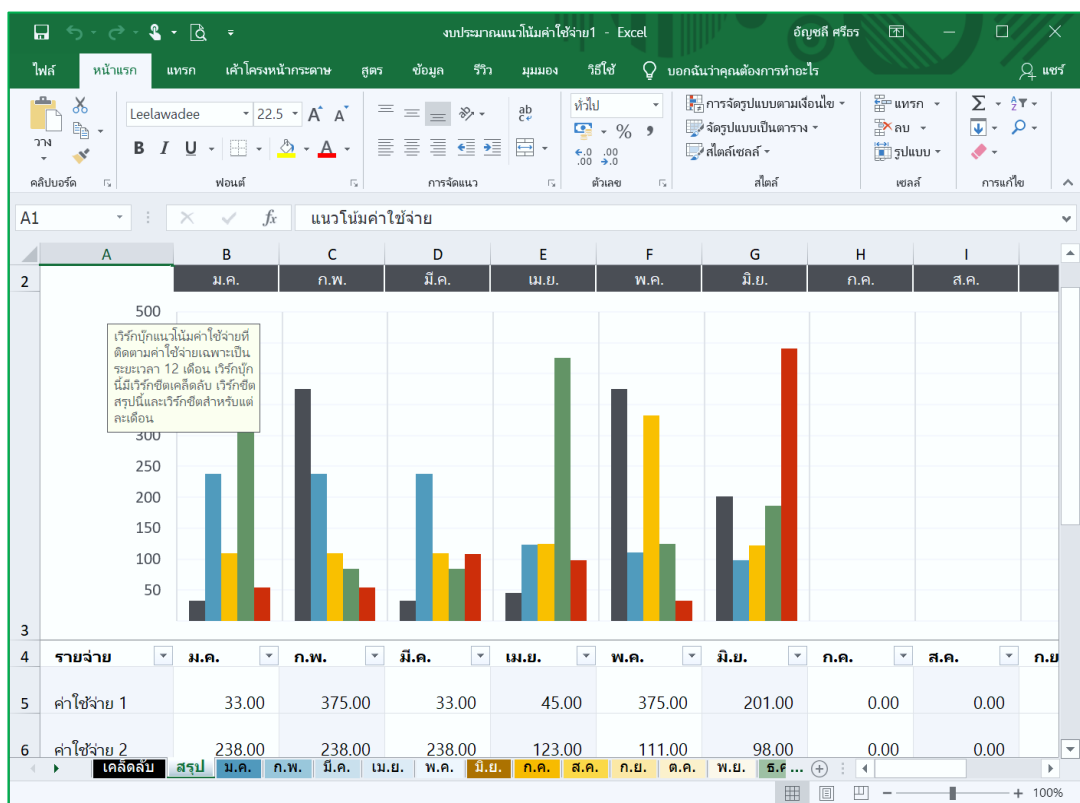 งบประมาณแนวโน้มค่าใช้จ่าย1 - Excel
อัญชลี ศรีธร
ไฟล์ หน้าแรก แทรก เค้าโครงหน้ากระดาษ สูตร ข้อมูล รีวิว มุมมอง วิธีใช้ บอกฉันว่าคุณต้องการทำอะไร แชร์
วาง
Leelawadee 22.5 A A
B I U A
ab
ทั่วไป
% ,
การจัดรูปแบบตามเงื่อนไข
จัดรูปแบบเป็นตาราง
สไตล์เซลล์
แทรก
ลบ
รูปแบบ
คลิปบอร์ด ฟอนต์ การจัดแนว ตัวเลข สไตล์ เซลล์ การแก้ไข
A1 fx แนวโน้มค่าใช้จ่าย
A B C D E F G H I
2 ม.ค. ก.พ. มี.ค. เม.ย. พ.ค. มิ.ย. ก.ค. ส.ค.
500
เวิร์กบุ๊กแนวโน้มค่าใช้จ่ายที่
ติดตามค่าใช้จ่ายเฉพาะเป็น
ระยะเวลา 12 เดือน เวิร์กบุ๊ก
นี้มีเวิร์กชีตเคล็ดลับ เวิร์กชีต
สรุปนี้และเวิร์กชีตสำหรับแต่
ละเดือน
300
250
200
150
100
50
3
4 รายจ่าย ม.ค. ก.พ. มี.ค. เม.ย. พ.ค. มิ.ย. ก.ค. ส.ค. ก.ย
5 ค่าใช้จ่าย 1 33.00 375.00 33.00 45.00 375.00 201.00 0.00 0.00
6 ค่าใช้จ่าย 2 238.00 238.00 238.00 123.00 111.00 98.00 0.00 0.00
เคล็ดลับ สรุป ม.ค. ก.พ. มี.ค. เม.ย. พ.ค. มิ.ย. ก.ค. ส.ค. ก.ย. ต.ค. พ.ย. ธ.ค ...
100%